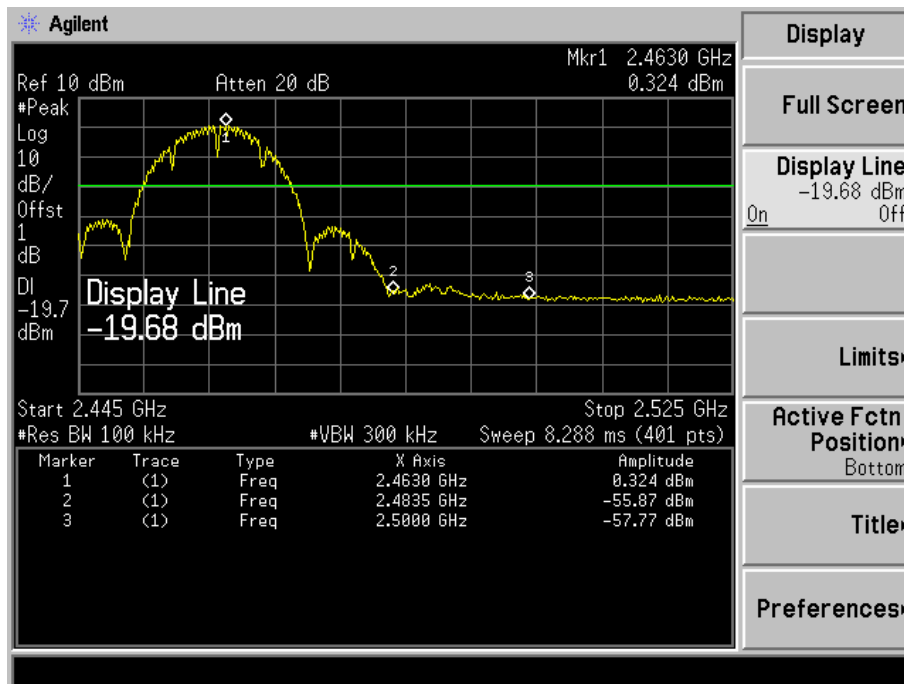 Agilent
Mkr1 2.4630 GHz
Ref 10 dBm Atten 20 dB 0.324 dBm
#Peak
Log
10
dB/
Offst
1
dB
DI
-19.7
dBm
1
2
3
Display Line
-19.68 dBm
Start 2.445 GHz Stop 2.525 GHz
#Res BW 100 kHz #VBW 300 kHz Sweep 8.288 ms (401 pts)
Marker Trace Type X Axis Amplitude
1 (1) Freq 2.4630 GHz 0.324 dBm
2 (1) Freq 2.4835 GHz -55.87 dBm
3 (1) Freq 2.5000 GHz -57.77 dBm
Display
Full Screen
Display Line
-19.68 dBm
On Off
Limits
Active Fctn
Position
Bottom
Title
Preferences